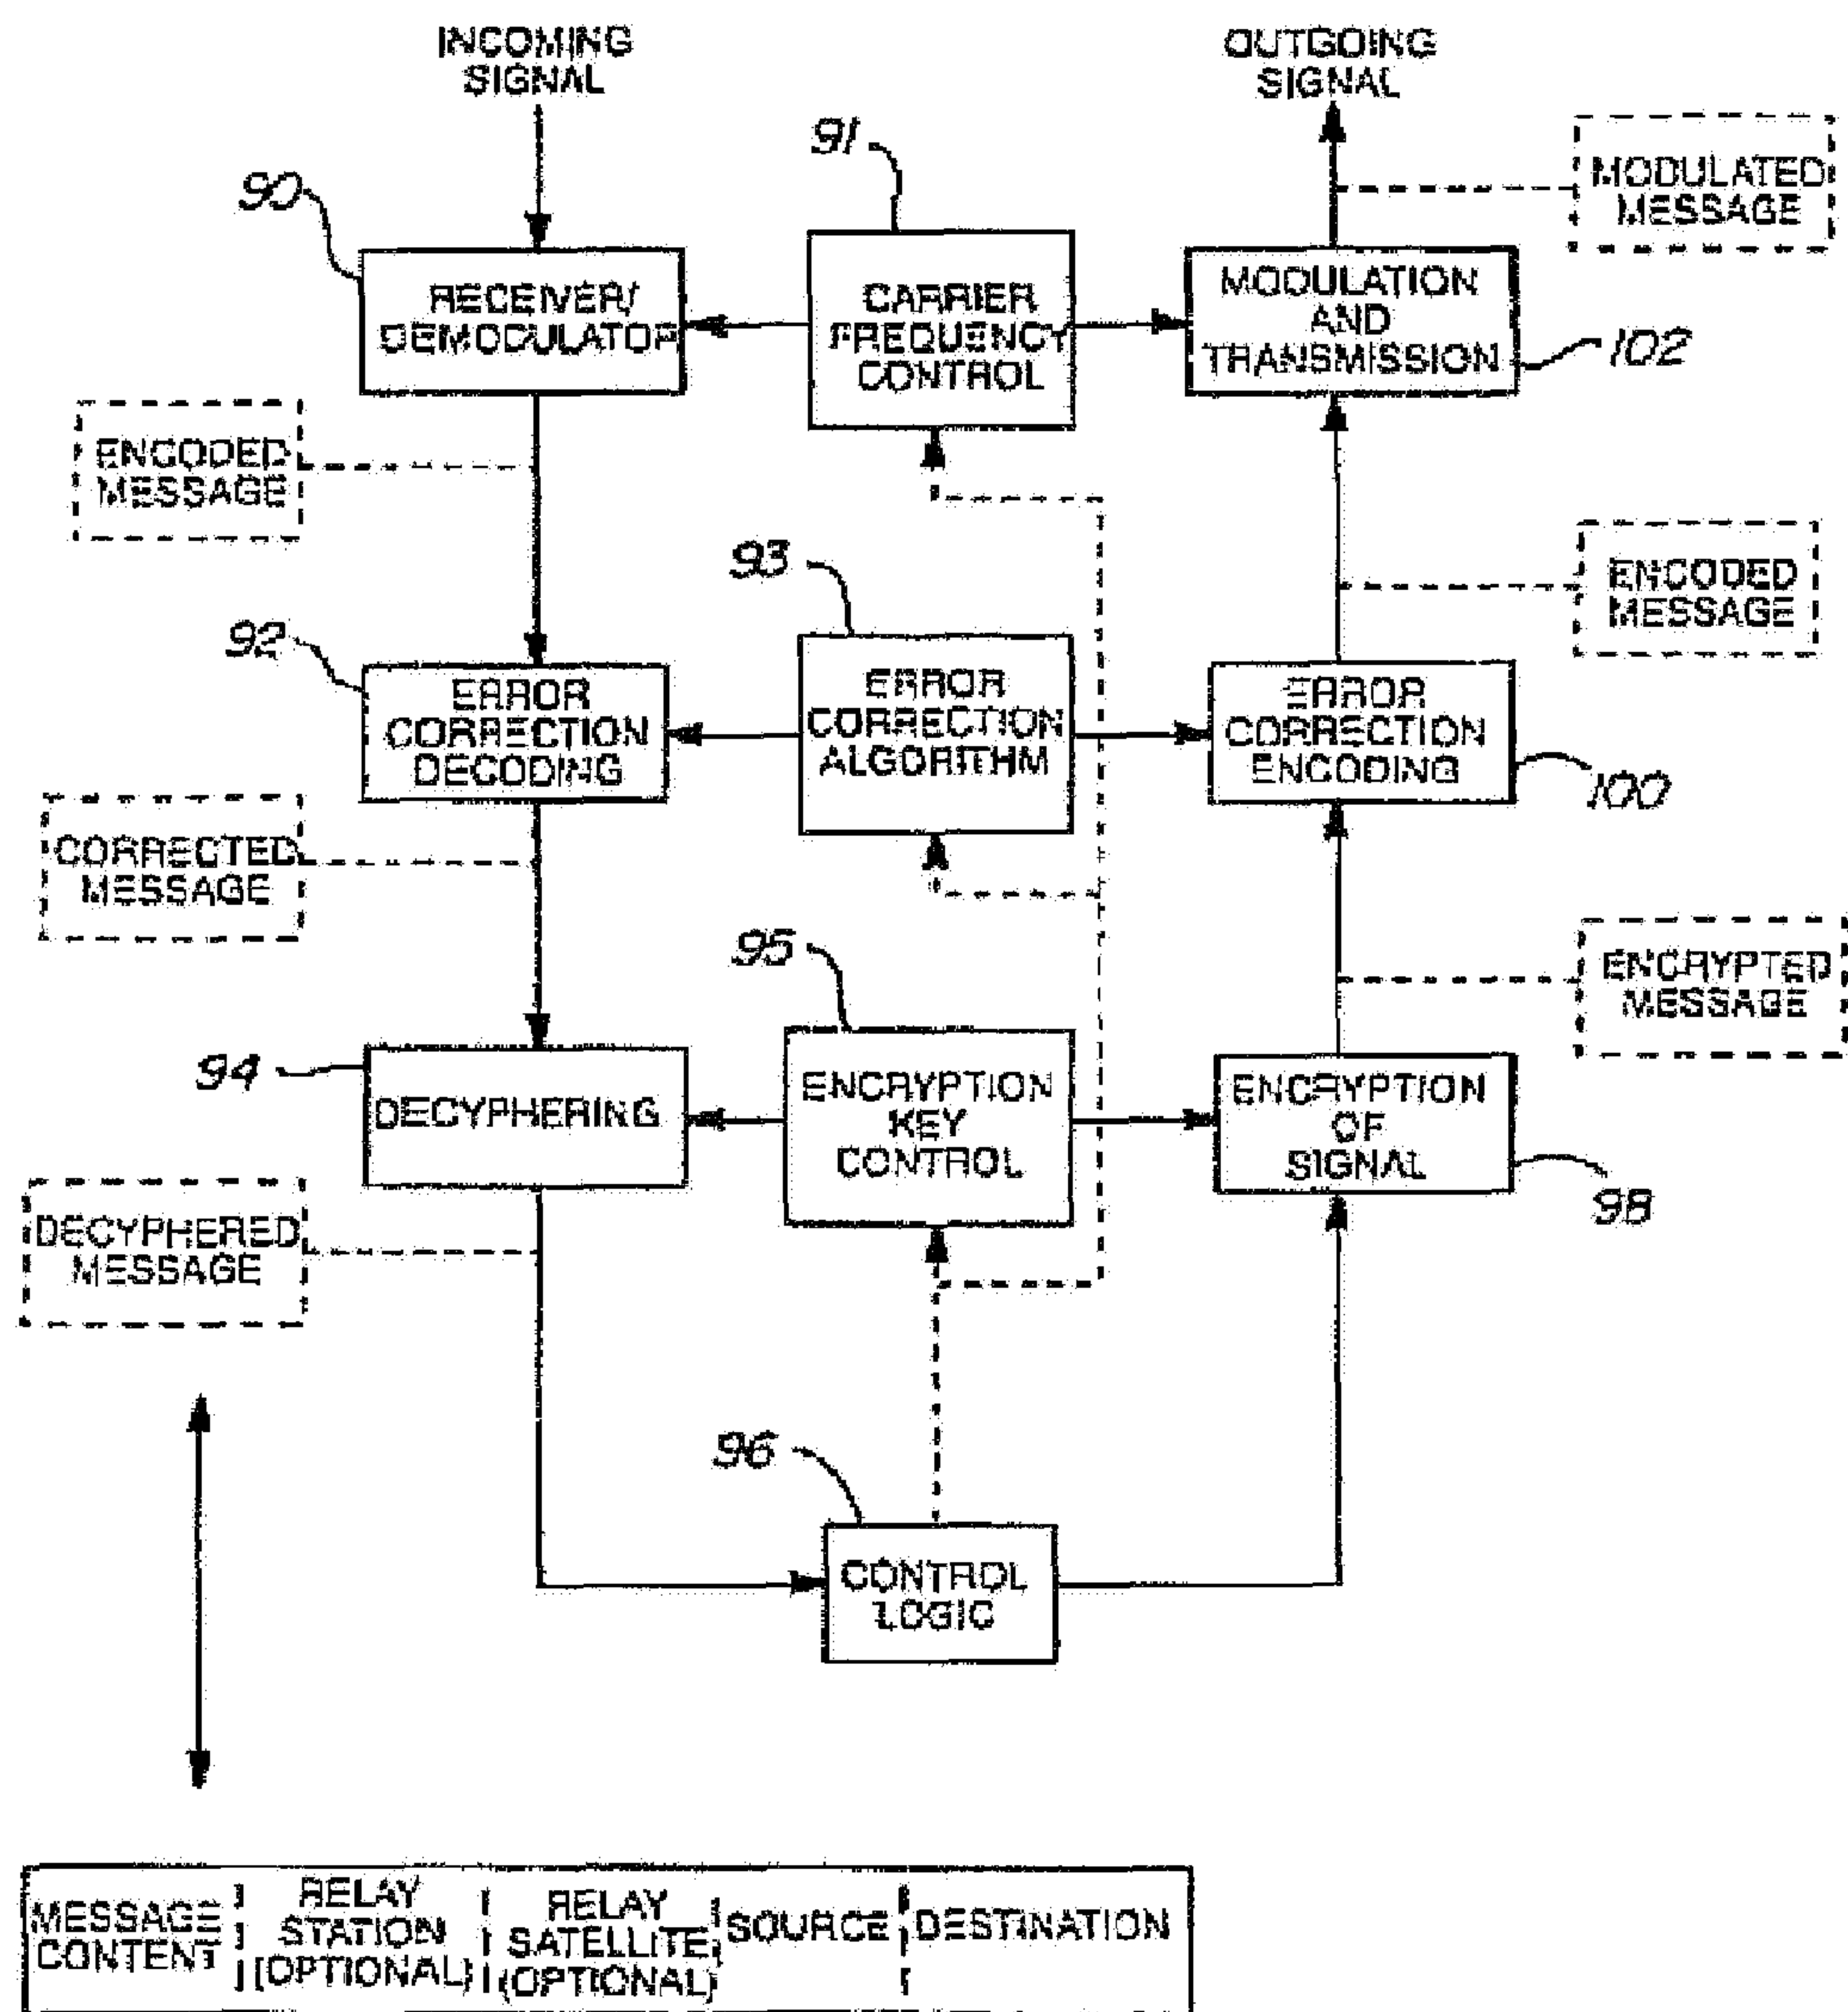 INCOMING
SIGNAL
OUTGOING
SIGNAL
91
MODULATED
MESSAGE
90
RECEIVER/
DEMODULATOR
CARRIER
FREQUENCY
CONTROL
MODULATION
AND
TRANSMISSION
102
ENCODED
MESSAGE
93
ENCODED
MESSAGE
92
ERROR
CORRECTION
DECODING
ERROR
CORRECTION
ALGORITHM
ERROR
CORRECTION
ENCODING
100
CORRECTED
MESSAGE
95
ENCRYPTED
MESSAGE
94
DECYPHERING
ENCRYPTION
KEY
CONTROL
ENCRYPTION
OF
SIGNAL
98
DECYPHERED
MESSAGE
96
CONTROL
LOGIC
MESSAGE
CONTENT
RELAY
STATION
(OPTIONAL)
RELAY
SATELLITE
(OPTIONAL)
SOURCE
DESTINATION